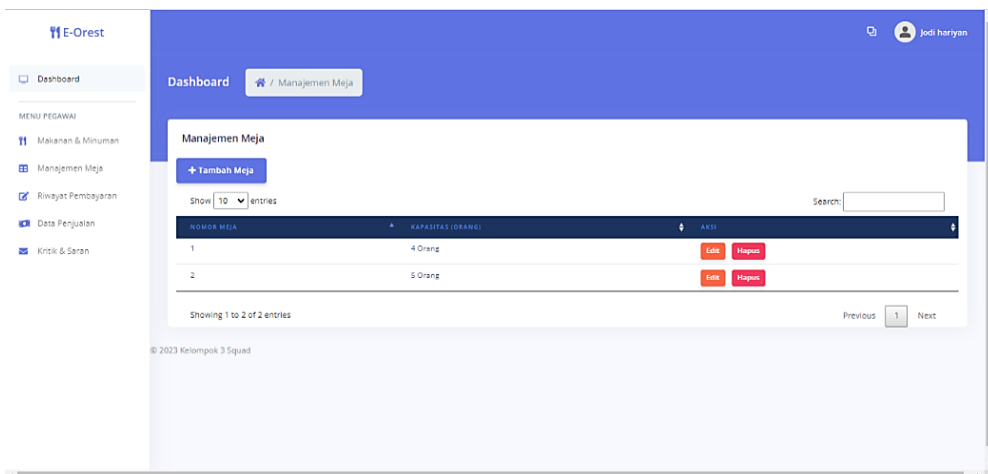 E-Orest
Jodi hariyan
Dashboard
MENU PEGAWAI
Makanan & Minuman
Manajemen Meja
Riwayat Pembayaran
Data Penjualan
Kritik & Saran
Dashboard / Manajemen Meja
Manajemen Meja
+ Tambah Meja
Show 10 entries Search:
NOMOR MEJA KAPASITAS (ORANG) AKSI
1 4 Orang Edit Hapus
2 5 Orang Edit Hapus
Showing 1 to 2 of 2 entries Previous 1 Next
© 2023 Kelompok 3 Squad